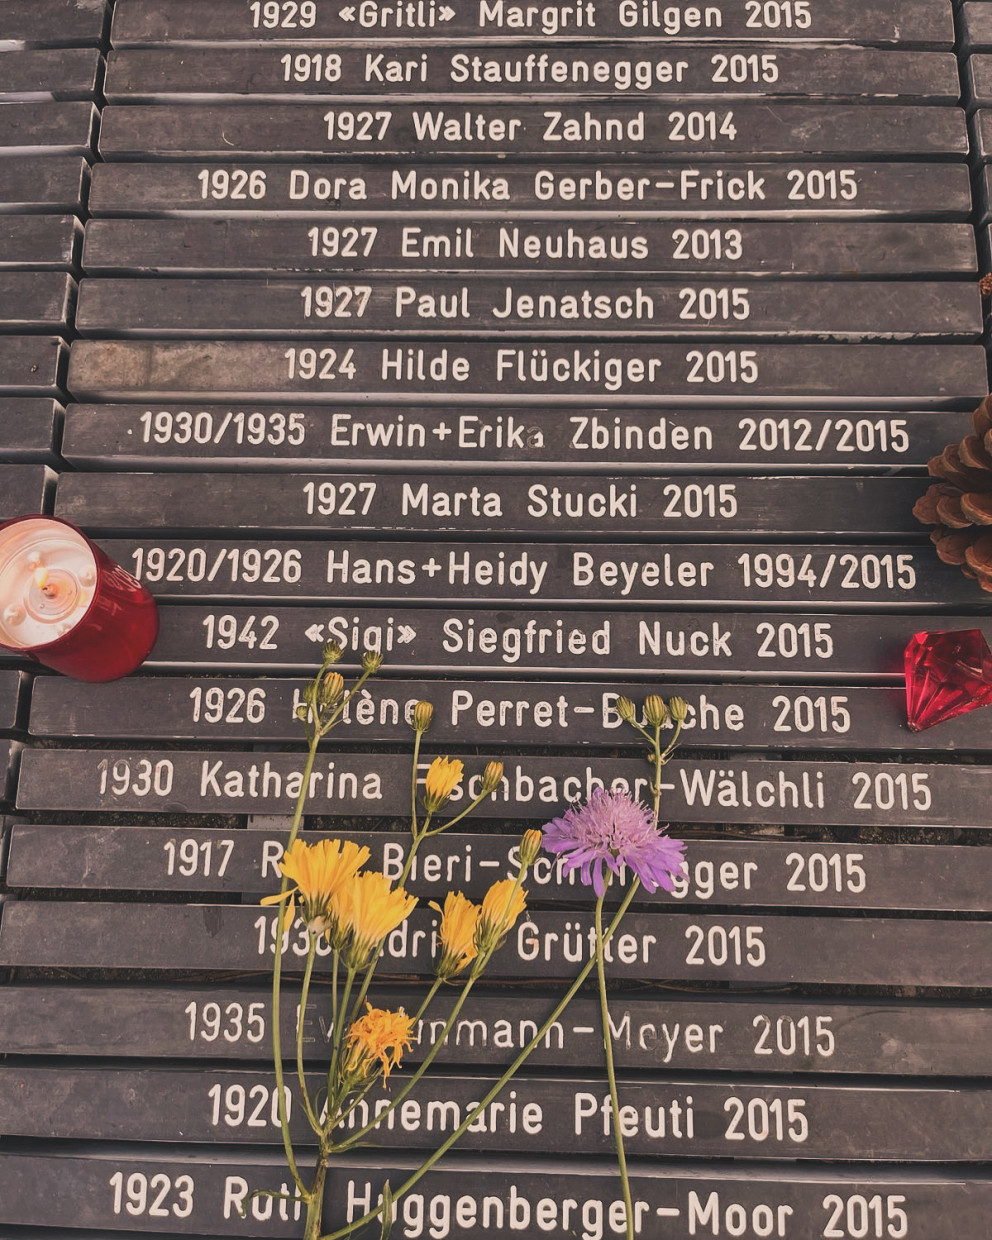 1929 «Gritli» Margrit Gilgen 2015
1918 Kari Stauffenegger 2015
1927 Walter Zahnd 2014
1926 Dora Monika Gerber-Frick 2015
1927 Emil Neuhaus 2013
1927 Paul Jenatsch 2015
1924 Hilde Flückiger 2015
1930/1935 Erwin+Erika Zbinden 2012/2015
1927 Marta Stucki 2015
1920/1926 Hans+Heidy Beyeler 1994/2015
1942 «Sigi» Siegfried Nuck 2015
1926 Hélène 2015
1930 Katharina 2015
1917 2015
Grütter 2015
1935 2015
1920 Annemarie Pfeuti 2015
1923 Ruth Huggenberger-Moor 2015